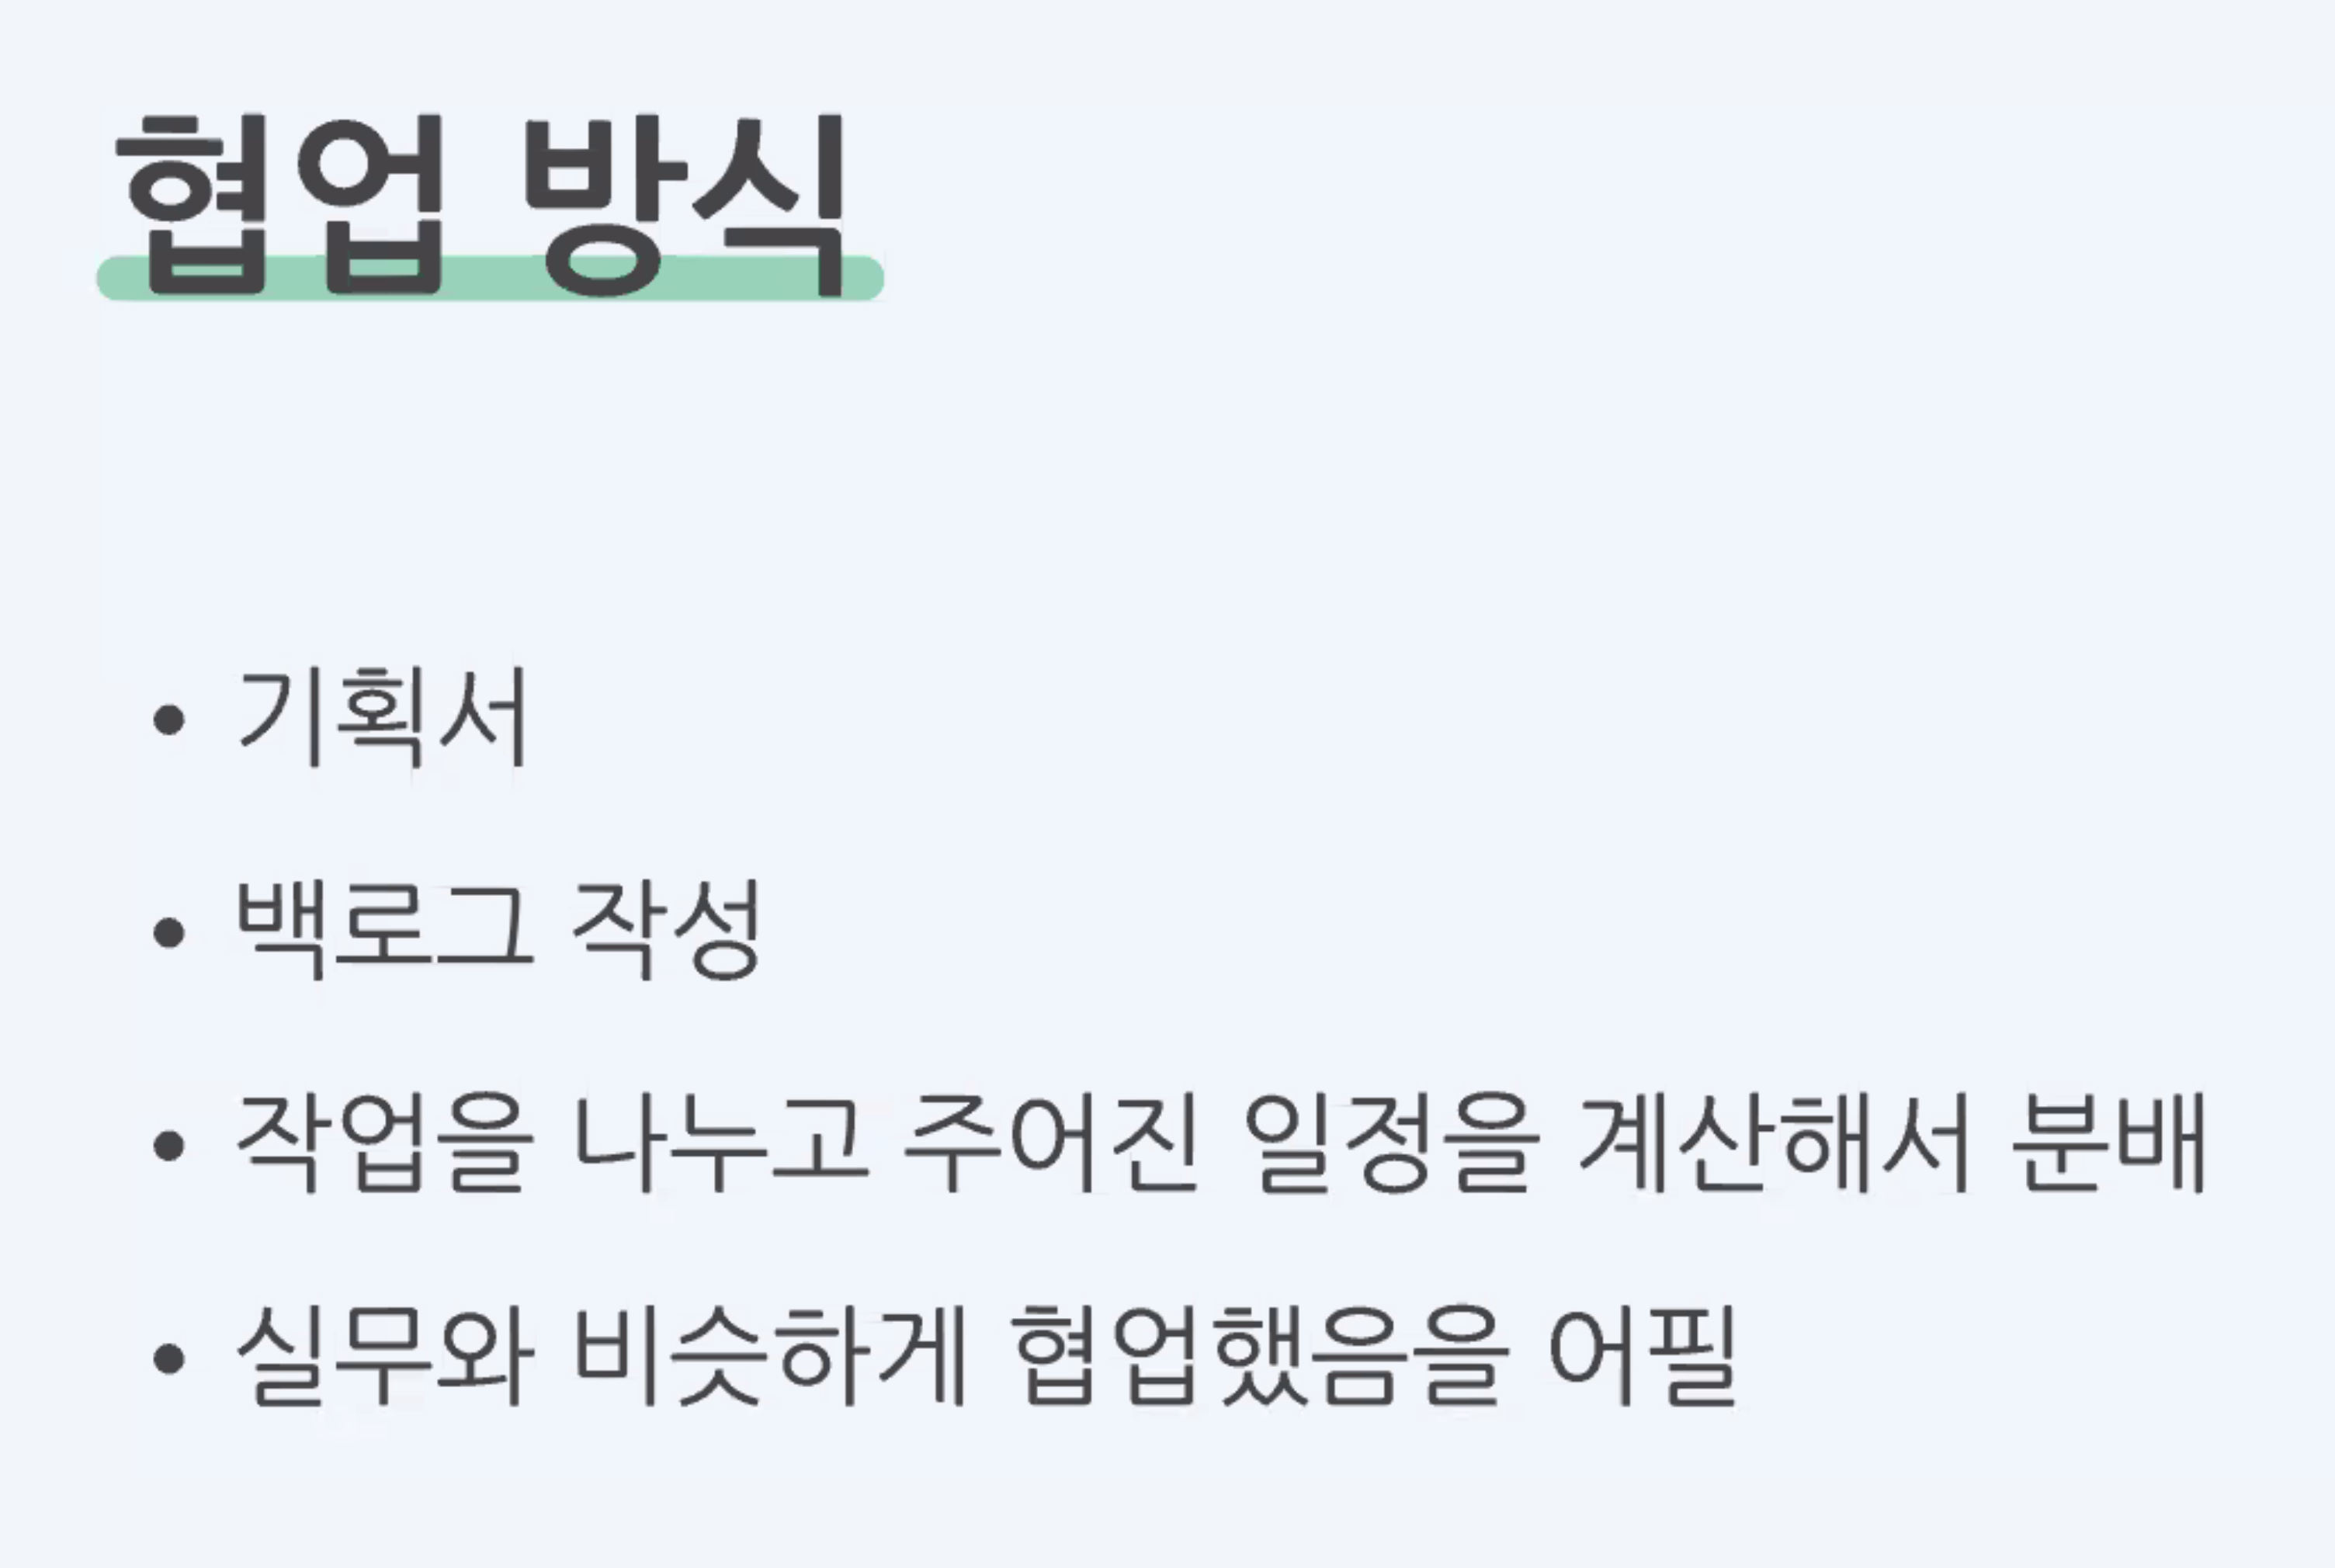 협업 방식
• 기획서
• 백로그 작성
• 작업을 나누고 주어진 일정을 계산해서 분배
• 실무와 비슷하게 협업했음을 어필